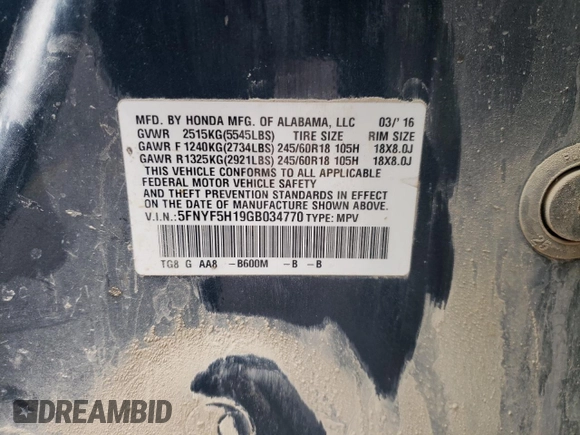 MFD. BY HONDA MFG. OF ALABAMA, LLC 03/'16
GVWR 2515KG(5545LBS) TIRE SIZE RIM SIZE
GAWR F 1240KG(2734LBS) 245/60R18 105H 18X8.0J
GAWR R 1325KG(2921LBS) 245/60R18 105H 18X8.0J
THIS VEHICLE CONFORMS TO ALL APPLICABLE
FEDERAL MOTOR VEHICLE SAFETY
AND THEFT PREVENTION STANDARDS IN EFFECT
ON THE DATE OF MANUFACTURE SHOWN ABOVE.
V.I.N.: 5FNYF5H19GB034770 TYPE: MPV
TG8 G AA8 -B600M -B -B
DREAMBID